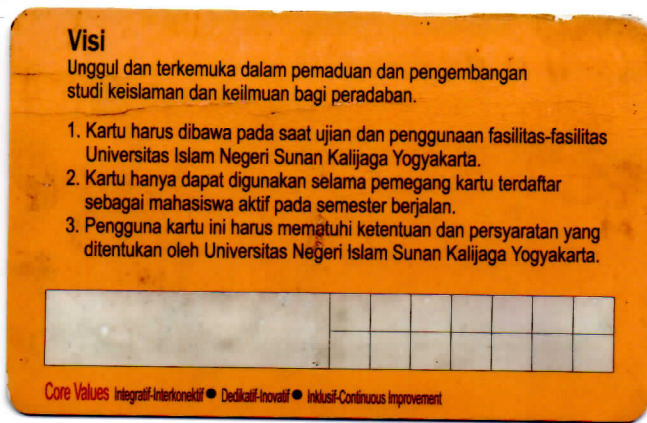 Visi
Unggul dan terkemuka dalam pemaduan dan pengembangan
studi keislaman dan keilmuan bagi peradaban.
1. Kartu harus dibawa pada saat ujian dan penggunaan fasilitas-fasilitas
Universitas Islam Negeri Sunan Kalijaga Yogyakarta.
2. Kartu hanya dapat digunakan selama pemegang kartu terdaftar
sebagai mahasiswa aktif pada semester berjalan.
3. Pengguna kartu ini harus mematuhi ketentuan dan persyaratan yang
ditentukan oleh Universitas Negeri Islam Sunan Kalijaga Yogyakarta.
Core Values Integratif-Interkonektif ● Dedikatif-Inovatif ● Inklusif-Continuous Improvement